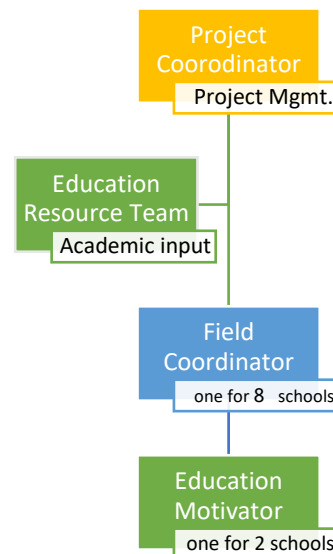 Project
Coorodinator
Project Mgmt.
Education
Resource Team
Academic input
Field
Coordinator
one for 8 schools
Education
Motivator
one for 2 schools